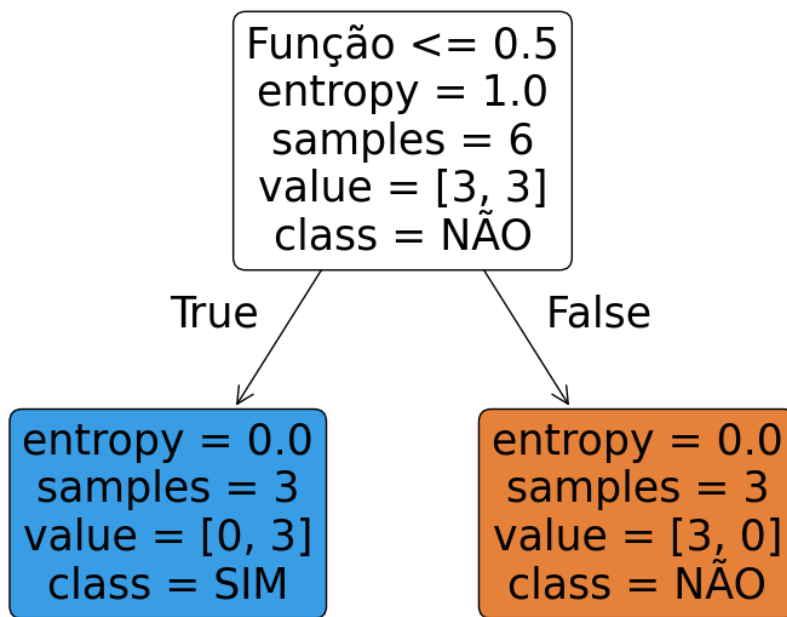 Função <= 0.5
entropy = 1.0
samples = 6
value = [3, 3]
class = NÃO
True
False
entropy = 0.0
samples = 3
value = [0, 3]
class = SIM
entropy = 0.0
samples = 3
value = [3, 0]
class = NÃO